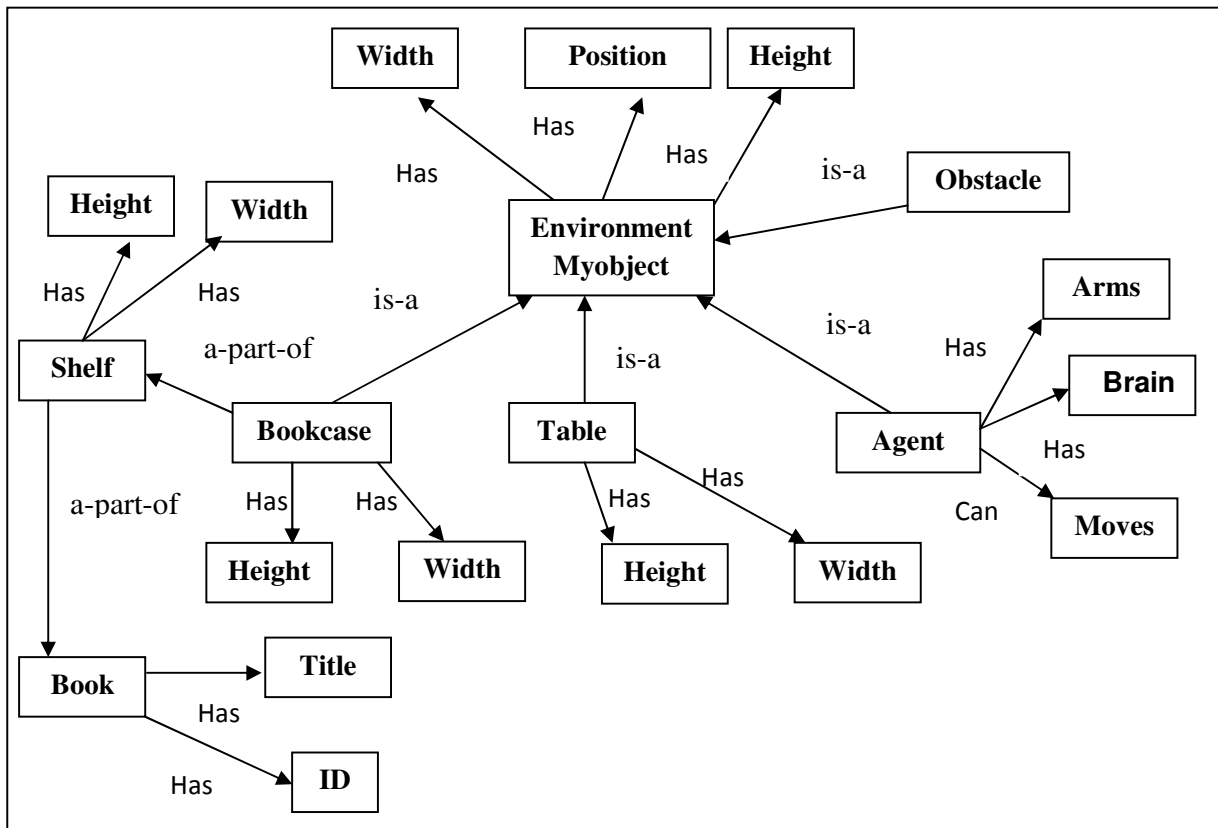 Width
Position
Height
Has
Has
Has
is-a
Obstacle
Height
Width
Environment
Myobject
Has
Has
is-a
Arms
Shelf
a-part-of
is-a
is-a
Has
Brain
Bookcase
Table
Agent
Has
a-part-of
Has
Has
Has
Has
Can
Moves
Height
Width
Height
Width
Book
Title
Has
Has
ID